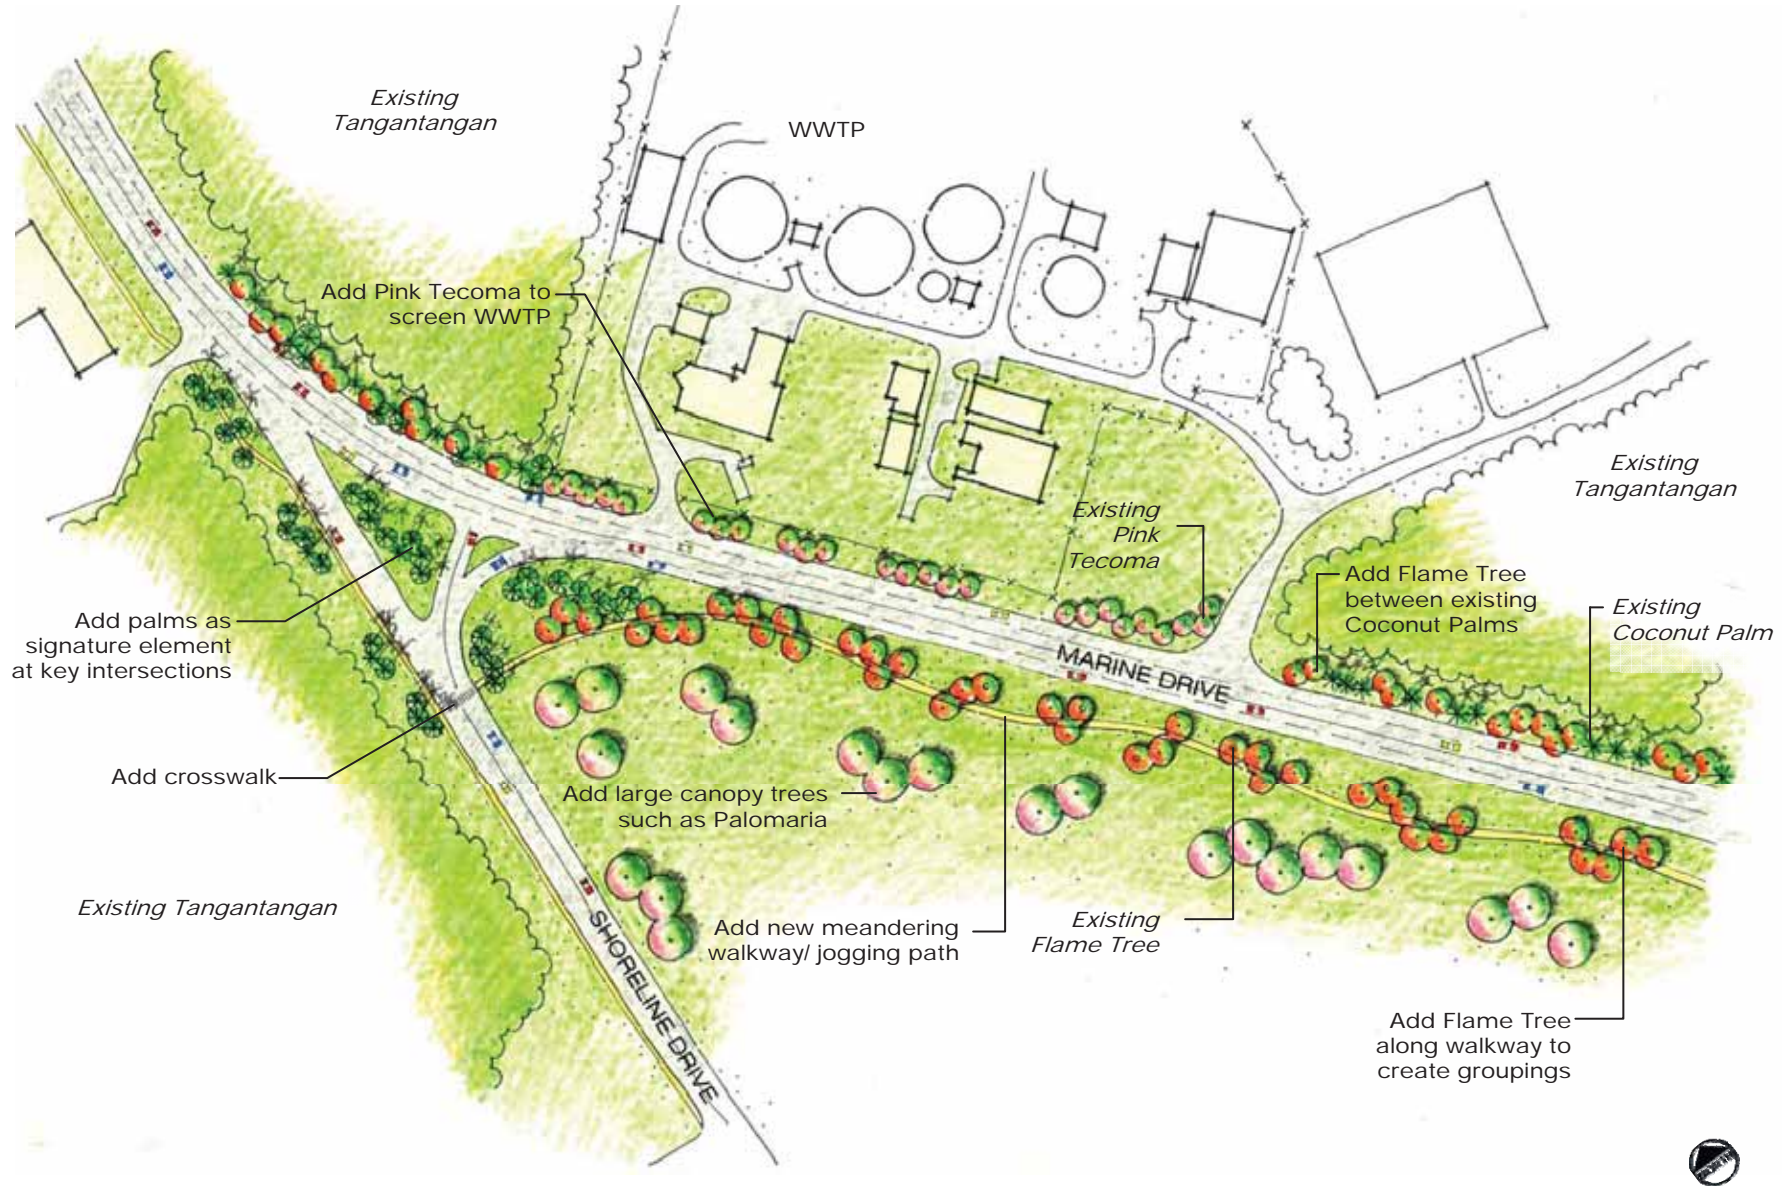 Existing
Tangantangan
WWTP
Add Pink Tecoma to
screen WWTP
Existing
Tangantangan
Existing
Pink
Tecoma
Add Flame Tree
between existing
Coconut Palms
Existing
Coconut Palm
Add palms as
signature element
at key intersections
MARINE DRIVE
Add crosswalk
Add large canopy trees
such as Palomaria
Existing Tangantangan
Add new meandering
walkway/ jogging path
Existing
Flame Tree
SHORELINE DRIVE
Add Flame Tree
along walkway to
create groupings